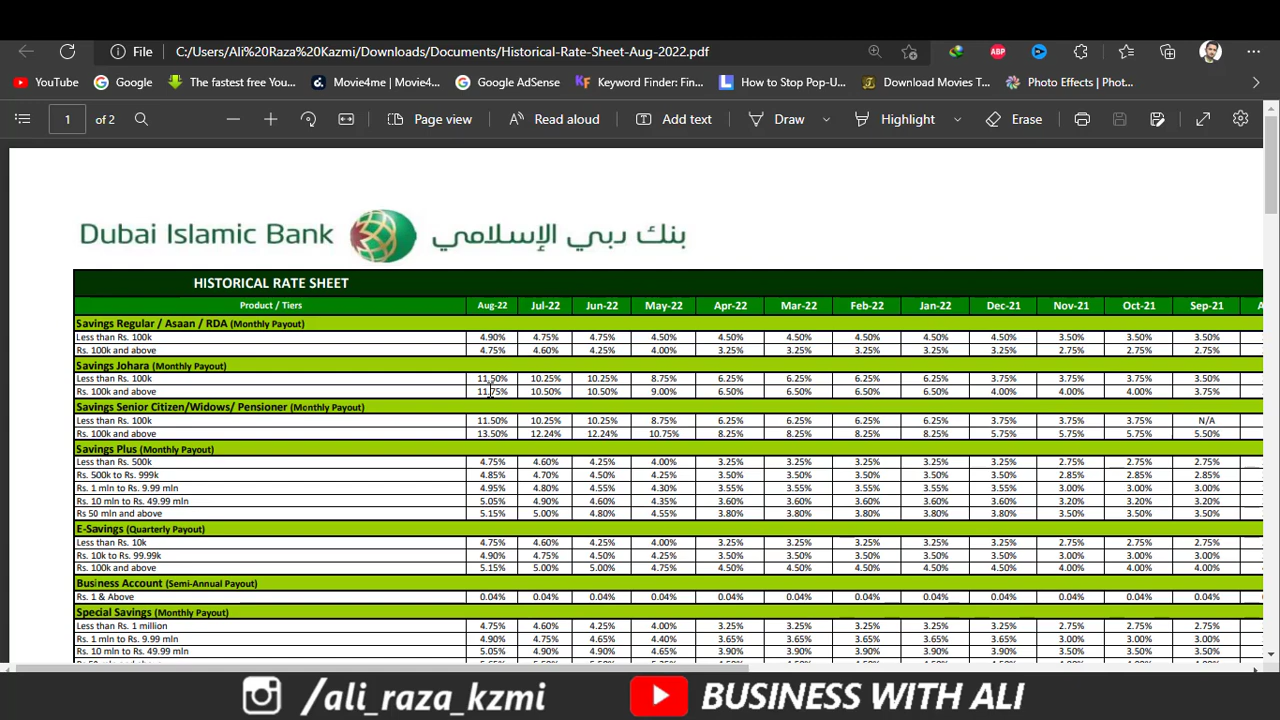 File C:/Users/Ali%20Raza%20Kazmi/Downloads/Documents/Historical-Rate-Sheet-Aug-2022.pdf ABP
YouTube Google The fastest free You... Movie4me | Movie4... Google AdSense KF Keyword Finder: Fin... L How to Stop Pop-U... Download Movies T... Photo Effects | Phot...
1 of 2 Page view Read aloud Add text Draw Highlight Erase
Dubai Islamic Bank بنك دبي الإسلامي
HISTORICAL RATE SHEET
Product / Tiers Aug-22 Jul-22 Jun-22 May-22 Apr-22 Mar-22 Feb-22 Jan-22 Dec-21 Nov-21 Oct-21 Sep-21 A
Savings Regular / Asaan / RDA (Monthly Payout)
Less than Rs. 100k 4.90% 4.75% 4.75% 4.50% 4.50% 4.50% 4.50% 4.50% 4.50% 3.50% 3.50% 3.50%
Rs. 100k and above 4.75% 4.60% 4.25% 4.00% 3.25% 3.25% 3.25% 3.25% 3.25% 2.75% 2.75% 2.75%
Savings Johara (Monthly Payout)
Less than Rs. 100k 11.50% 10.25% 10.25% 8.75% 6.25% 6.25% 6.25% 6.25% 3.75% 3.75% 3.75% 3.50%
Rs. 100k and above 11.75% 10.50% 10.50% 9.00% 6.50% 6.50% 6.50% 6.50% 4.00% 4.00% 4.00% 3.75%
Savings Senior Citizen/Widows/ Pensioner (Monthly Payout)
Less than Rs. 100k 11.50% 10.25% 10.25% 8.75% 6.25% 6.25% 6.25% 6.25% 3.75% 3.75% 3.75% N/A
Rs. 100k and above 13.50% 12.24% 12.24% 10.75% 8.25% 8.25% 8.25% 8.25% 5.75% 5.75% 5.75% 5.50%
Savings Plus (Monthly Payout)
Less than Rs. 500k 4.75% 4.60% 4.25% 4.00% 3.25% 3.25% 3.25% 3.25% 3.25% 2.75% 2.75% 2.75%
Rs. 500k to Rs. 999k 4.85% 4.70% 4.50% 4.25% 3.50% 3.50% 3.50% 3.50% 3.50% 2.85% 2.85% 2.85%
Rs. 1 mln to Rs. 9.99 mln 4.95% 4.80% 4.55% 4.30% 3.55% 3.55% 3.55% 3.55% 3.55% 3.00% 3.00% 3.00%
Rs. 10 mln to Rs. 49.99 mln 5.05% 4.90% 4.60% 4.35% 3.60% 3.60% 3.60% 3.60% 3.60% 3.20% 3.20% 3.20%
Rs 50 mln and above 5.15% 5.00% 4.80% 4.55% 3.80% 3.80% 3.80% 3.80% 3.80% 3.50% 3.50% 3.50%
E-Savings (Quarterly Payout)
Less than Rs. 10k 4.75% 4.60% 4.25% 4.00% 3.25% 3.25% 3.25% 3.25% 3.25% 2.75% 2.75% 2.75%
Rs. 10k to Rs. 99.99k 4.90% 4.75% 4.50% 4.25% 3.50% 3.50% 3.50% 3.50% 3.50% 3.00% 3.00% 3.00%
Rs. 100k and above 5.15% 5.00% 5.00% 4.75% 4.50% 4.50% 4.50% 4.50% 4.50% 4.00% 4.00% 4.00%
Business Account (Semi-Annual Payout)
Rs. 1 & Above 0.04% 0.04% 0.04% 0.04% 0.04% 0.04% 0.04% 0.04% 0.04% 0.04% 0.04% 0.04%
Special Savings (Monthly Payout)
Less than Rs. 1 million 4.75% 4.60% 4.25% 4.00% 3.25% 3.25% 3.25% 3.25% 3.25% 2.75% 2.75% 2.75%
Rs. 1 mln to Rs. 9.99 mln 4.90% 4.75% 4.65% 4.40% 3.65% 3.65% 3.65% 3.65% 3.65% 3.00% 3.00% 3.00%
Rs. 10 mln to Rs. 49.99 mln 5.05% 4.90% 4.90% 4.65% 3.90% 3.90% 3.90% 3.90% 3.90% 3.50% 3.50% 3.50%
/ali_raza_kzmi BUSINESS WITH ALI